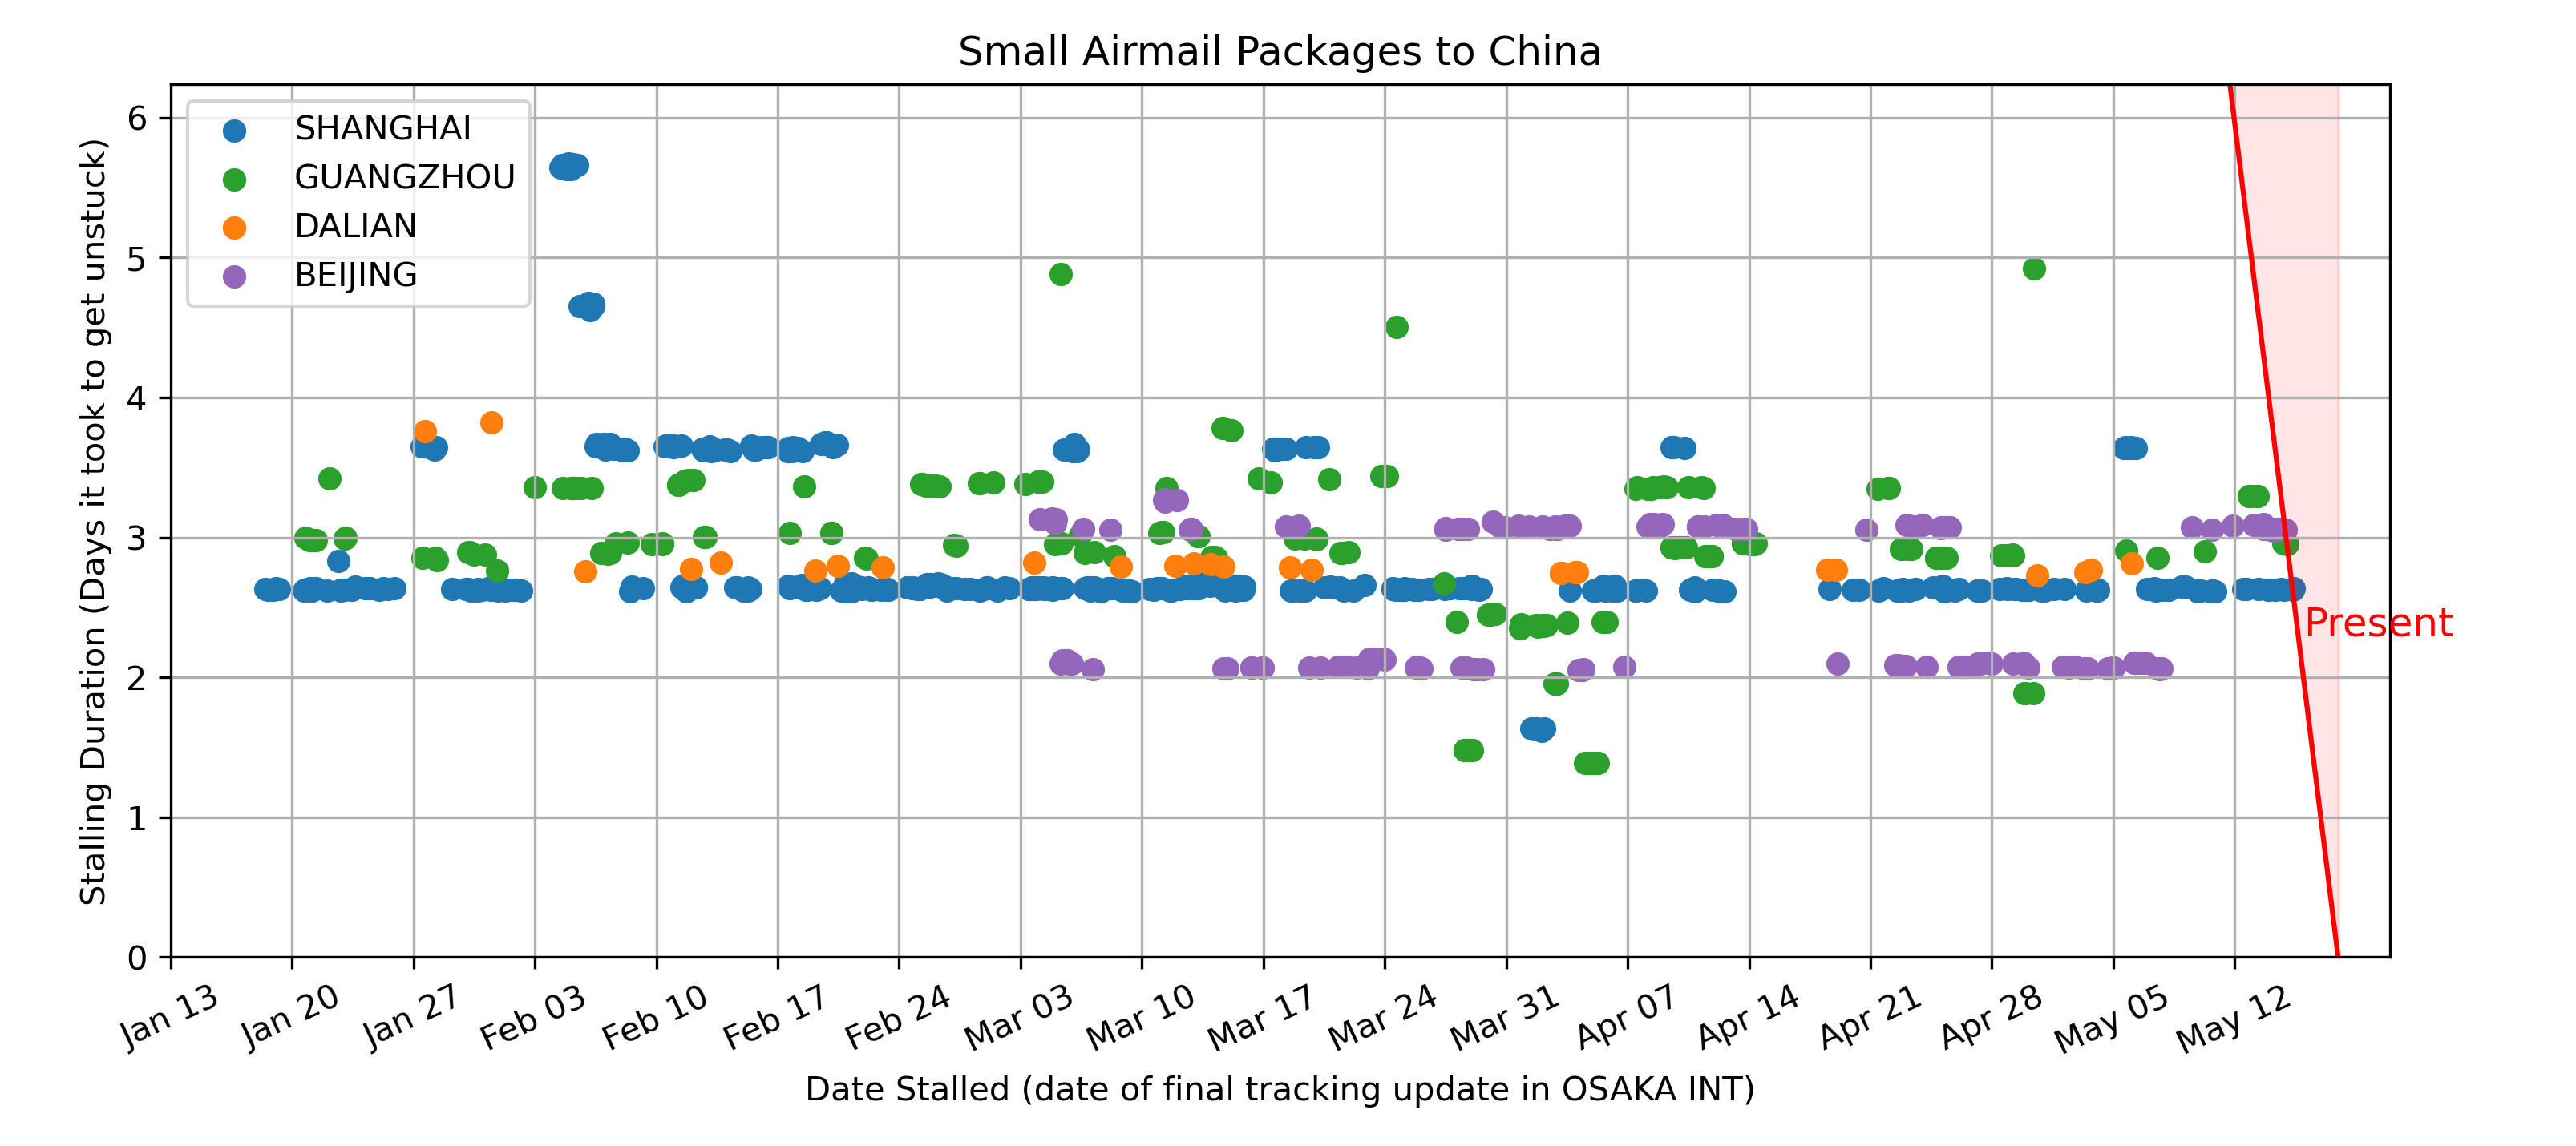 Small Airmail Packages to China
SHANGHAI
GUANGZHOU
DALIAN
BEIJING
Stalling Duration (Days it took to get unstuck)
6
5
4
3
2
1
0
Present
Jan 13
Jan 20
Jan 27
Feb 03
Feb 10
Feb 17
Feb 24
Mar 03
Mar 10
Mar 17
Mar 24
Mar 31
Apr 07
Apr 14
Apr 21
Apr 28
May 05
May 12
Date Stalled (date of final tracking update in OSAKA INT)